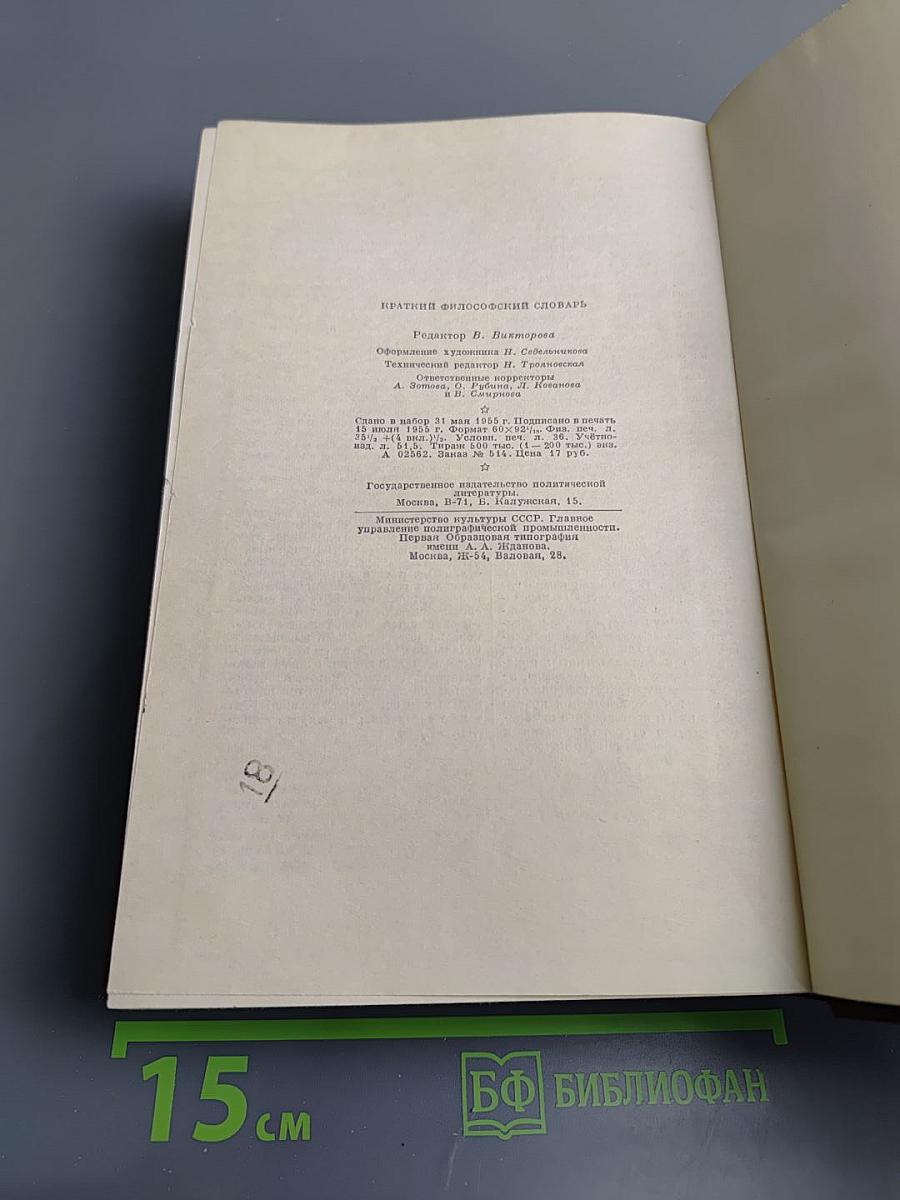 КРАТКИЙ ФИЛОСОФСКИЙ СЛОВАРЬ
Редактор В. Викторова
Оформление художника Н. Седельникова
Технический редактор Н. Трояновская
Ответственные корректоры
А. Зотова, О. Рубина, Л. Кованова
и В. Смирнова
Сдано в набор 31 мая 1955 г. Подписано в печать
15 июля 1955 г. Формат 60×92¹/₁₆. Физ. печ. л.
35¹/₂ +(4 вкл.)¹/₂. Условн. печ. л. 36. Учётно-
изд. л. 51,5. Тираж 500 тыс. (1—200 тыс.) экз.
А 02562. Заказ № 514. Цена 17 руб.
Государственное издательство политической
литературы.
Москва, В-71, Б. Калужская, 15.
Министерство культуры СССР. Главное
управление полиграфической промышленности.
Первая Образцовая типография
имени А. А. Жданова.
Москва, Ж-54, Валовая, 28.
18
15 см
БФ БИБЛИОФАН